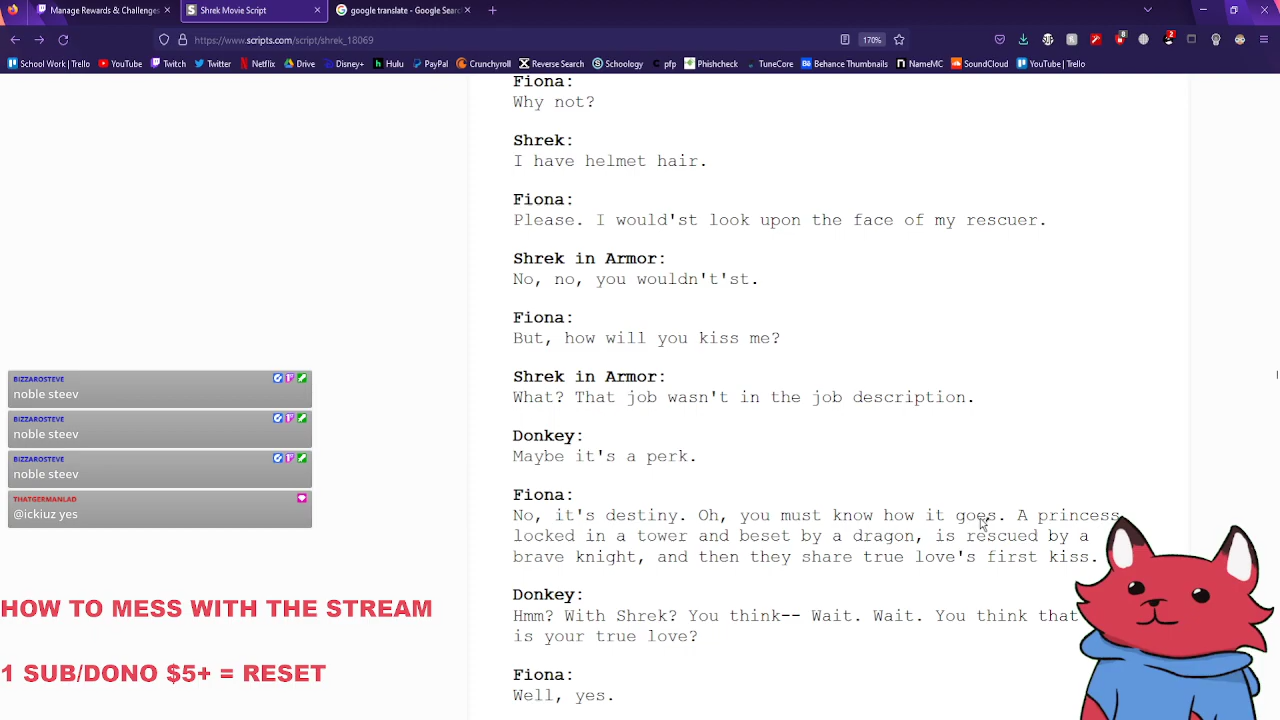 Manage Rewards & Challenges
Shrek Movie Script
google translate - Google Searc
https://www.scripts.com/script/shrek_18069
170%
School Work | Trello
YouTube
Twitch
Twitter
Netflix
Drive
Disney+
Hulu
PayPal
Crunchyroll
Reverse Search
Schoology
pfp
Phishcheck
TuneCore
Behance Thumbnails
NameMC
SoundCloud
YouTube | Trello
Fiona:
Why not?
Shrek:
I have helmet hair.
Fiona:
Please. I would'st look upon the face of my rescuer.
Shrek in Armor:
No, no, you wouldn't'st.
Fiona:
But, how will you kiss me?
Shrek in Armor:
What? That job wasn't in the job description.
Donkey:
Maybe it's a perk.
Fiona:
No, it's destiny. Oh, you must know how it goes. A princess
locked in a tower and beset by a dragon, is rescued by a
brave knight, and then they share true love's first kiss.
Donkey:
Hmm? With Shrek? You think-- Wait. Wait. You think that
is your true love?
Fiona:
Well, yes.
BIZZAROSTEVE
noble steev
BIZZAROSTEVE
noble steev
BIZZAROSTEVE
noble steev
THATGERMANLAD
@ickiuz yes
HOW TO MESS WITH THE STREAM
1 SUB/DONO $5+ = RESET